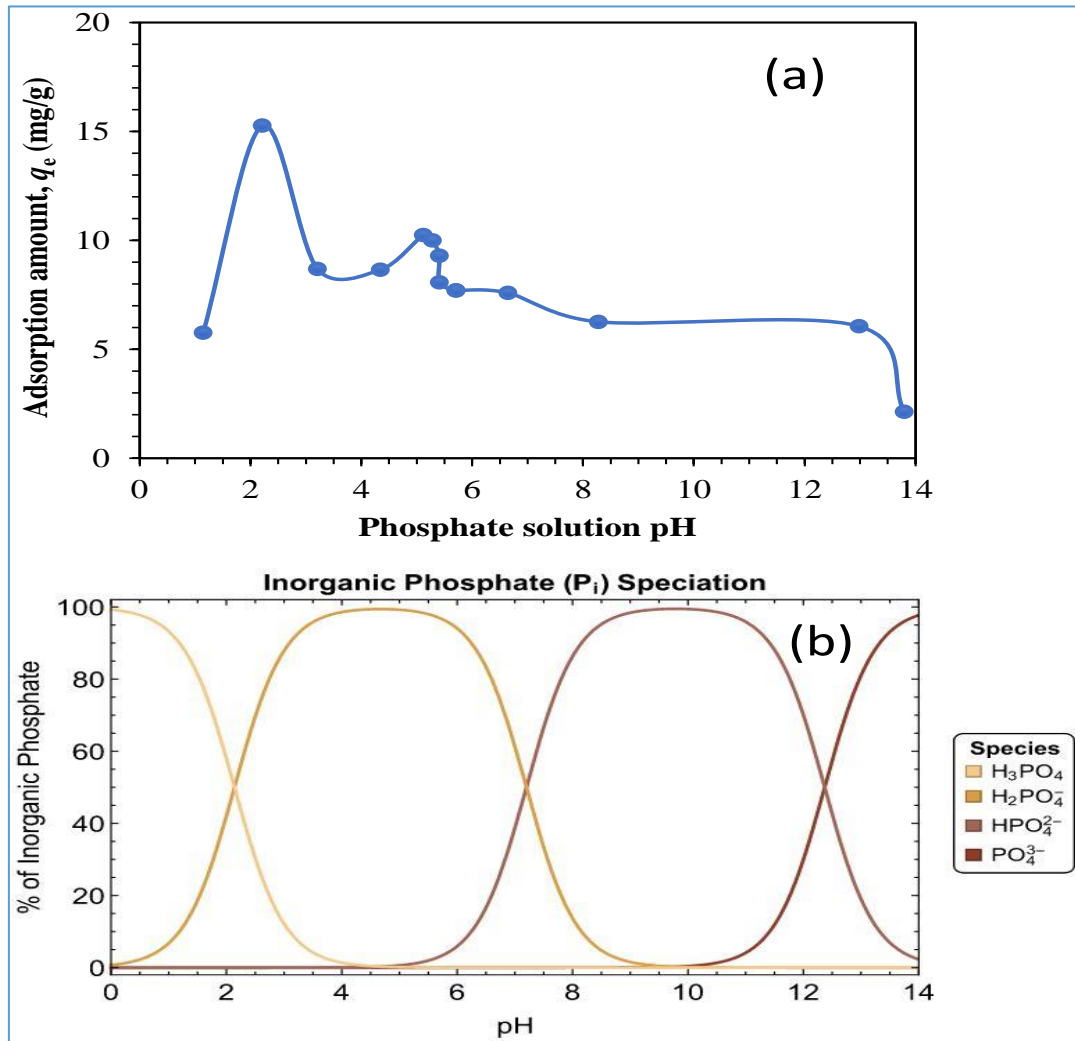 (a)
Adsorption amount, qₑ (mg/g)
20
15
10
5
0
0 2 4 6 8 10 12 14
Phosphate solution pH
Inorganic Phosphate (Pᵢ) Speciation
(b)
% of Inorganic Phosphate
100
80
60
40
20
0
0 2 4 6 8 10 12 14
pH
Species
H₃PO₄
H₂PO₄⁻
HPO₄²⁻
PO₄³⁻